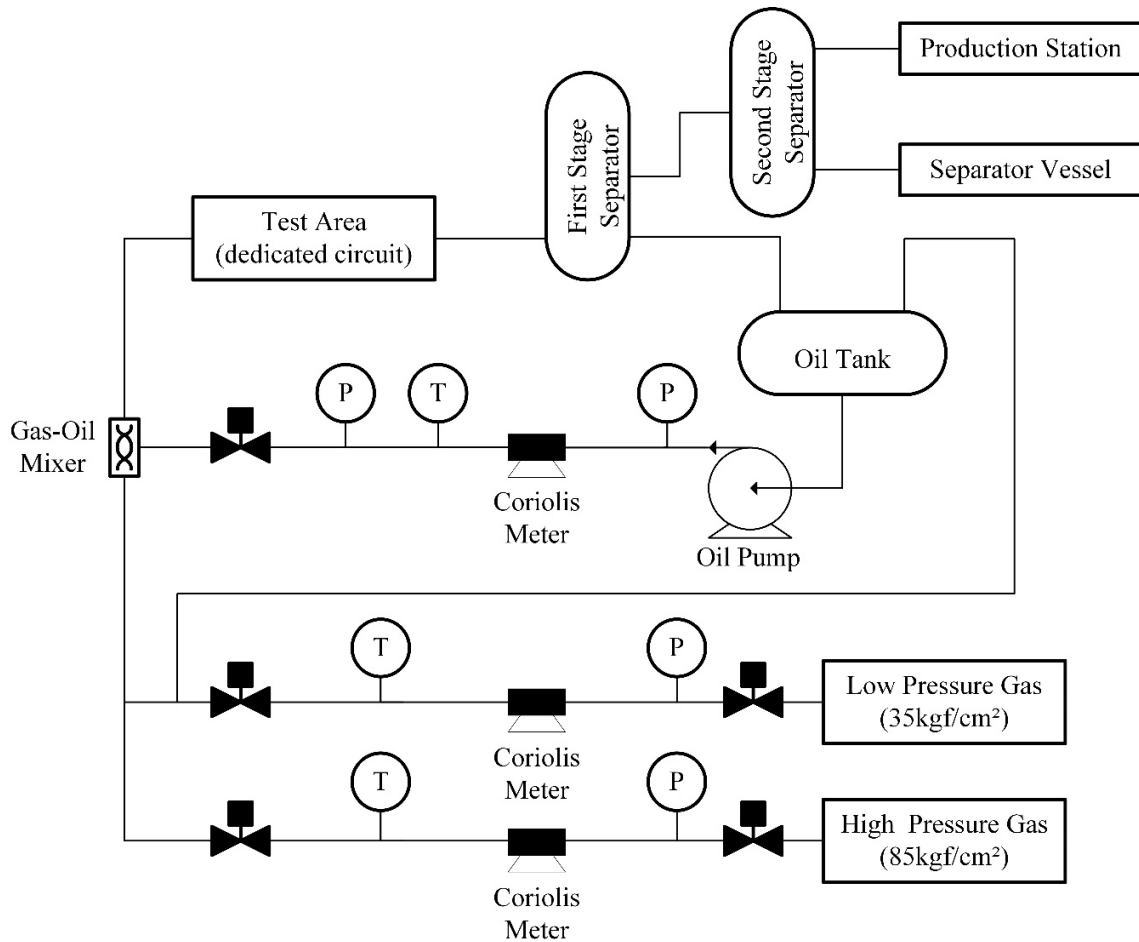 Production Station
Second Stage
Separator
First Stage
Separator
Separator Vessel
Test Area
(dedicated circuit)
Oil Tank
P
T
P
Gas-Oil
Mixer
Coriolis
Meter
Oil Pump
T
P
Low Pressure Gas
(35kgf/cm²)
Coriolis
Meter
T
P
High Pressure Gas
(85kgf/cm²)
Coriolis
Meter